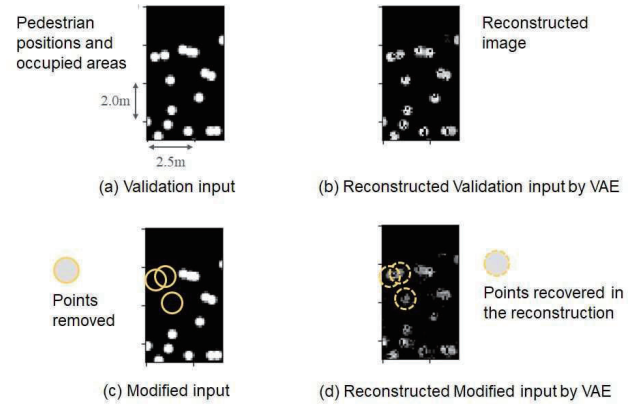 Pedestrian
positions and
occupied areas
Reconstructed
image
2.0m
2.5m
(a) Validation input
(b) Reconstructed Validation input by VAE
Points
removed
Points recovered in
the reconstruction
(c) Modified input
(d) Reconstructed Modified input by VAE